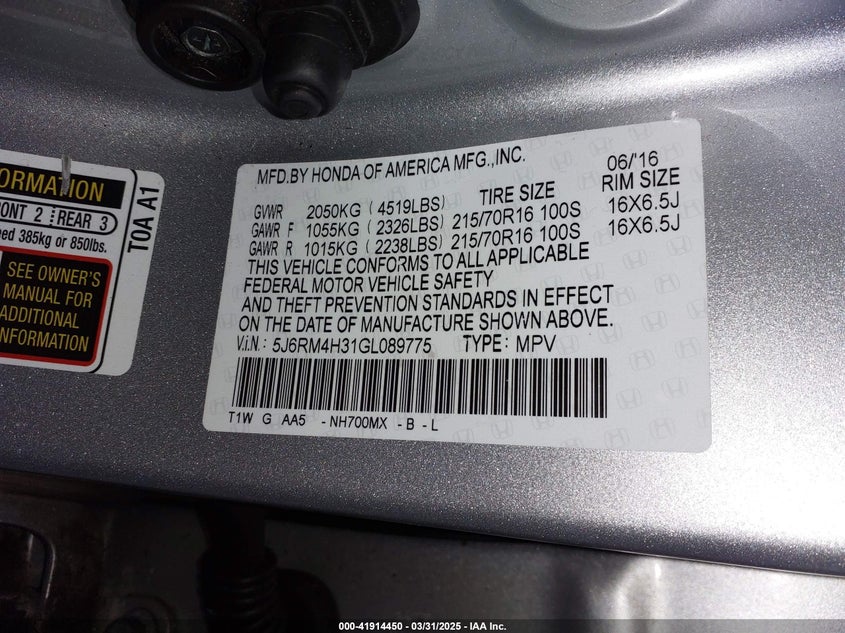 ORMATION
ONT 2 REAR 3
ed 385kg or 850lbs.
TOA A1
SEE OWNER'S
MANUAL FOR
ADDITIONAL
INFORMATION
MFD.BY HONDA OF AMERICA MFG.,INC. 06/'16
TIRE SIZE RIM SIZE
GVWR 2050KG (4519LBS)
GAWR F 1055KG (2326LBS) 215/70R16 100S 16X6.5J
GAWR R 1015KG (2238LBS) 215/70R16 100S 16X6.5J
THIS VEHICLE CONFORMS TO ALL APPLICABLE
FEDERAL MOTOR VEHICLE SAFETY
AND THEFT PREVENTION STANDARDS IN EFFECT
ON THE DATE OF MANUFACTURE SHOWN ABOVE.
V.I.N.: 5J6RM4H31GL089775 TYPE: MPV
T1W G AA5 - NH700MX - B - L
000-41914450 - 03/31/2025 - IAA Inc.